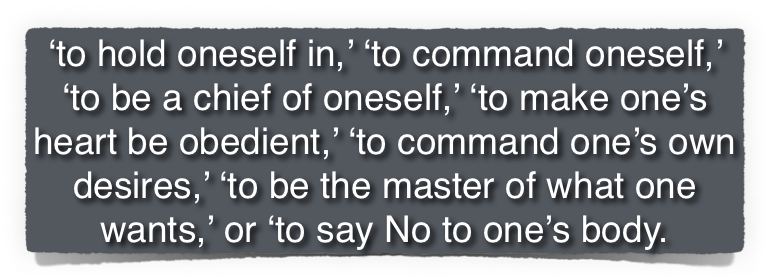 ‘to hold oneself in,’ ‘to command oneself,’
‘to be a chief of oneself,’ ‘to make one’s
heart be obedient,’ ‘to command one’s own
desires,’ ‘to be the master of what one
wants,’ or ‘to say No to one’s body.